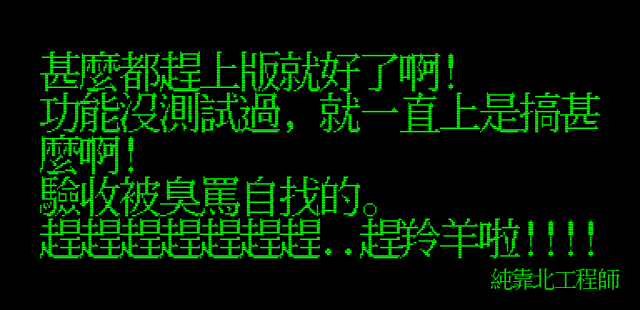 甚麼都趕上版就好了啊!
功能沒測試過, 就一直上是搞甚
麼啊!
驗收被臭罵自找的。
趕趕趕趕趕趕趕..趕羚羊啦!!!!
純靠北工程師